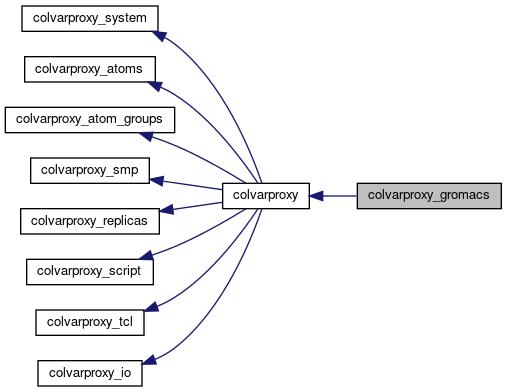 colvarproxy_system
colvarproxy_atoms
colvarproxy_atom_groups
colvarproxy_smp
colvarproxy_replicas
colvarproxy_script
colvarproxy_tcl
colvarproxy_io
colvarproxy
colvarproxy_gromacs